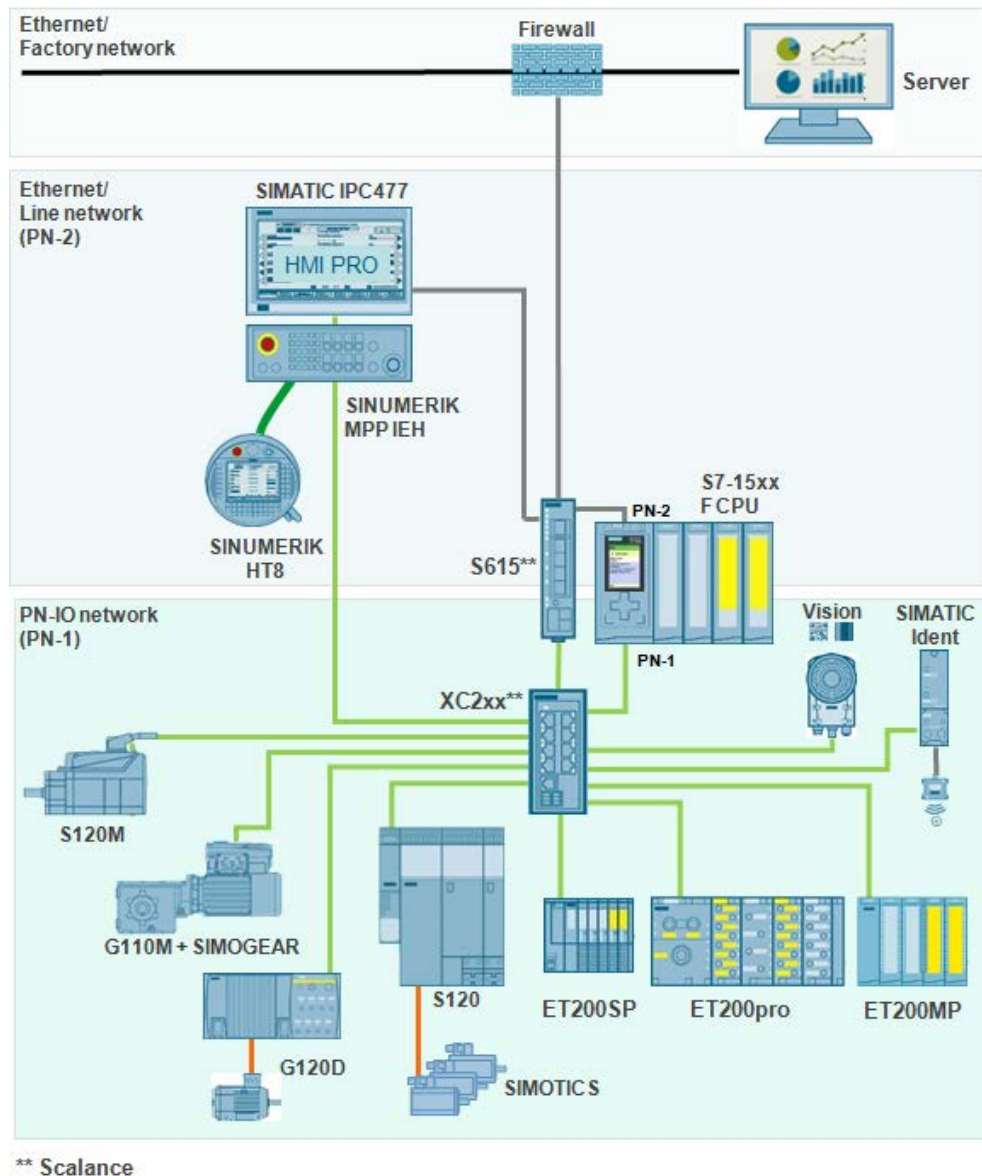 Ethernet/
Factory network
Firewall
Server
Ethernet/
Line network
(PN-2)
SIMATIC IPC477
HMI PRO
SINUMERIK
MPP IEH
SINUMERIK
HT8
S7-15xx
F CPU
PN-2
S615**
PN-1
PN-IO network
(PN-1)
Vision
SIMATIC
Ident
XC2xx**
S120M
G110M + SIMOGEAR
G120D
S120
SIMOTIC S
ET200SP
ET200pro
ET200MP
** Scalance